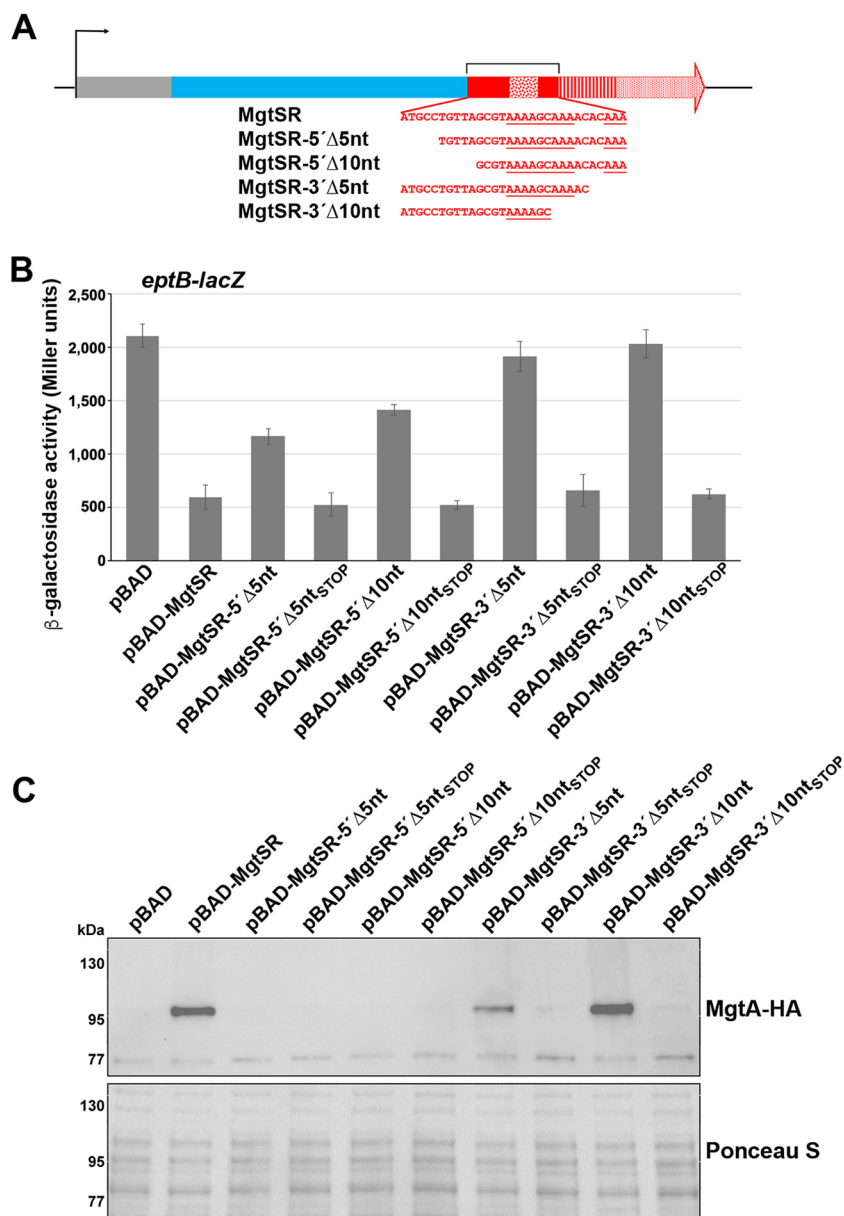 A
MgtSR ATGCCTGTTAGCGTAAAAGCAAAACACAAA
MgtSR-5´Δ5nt TGTTAGCGTAAAAGCAAAACACAAA
MgtSR-5´Δ10nt GCGTAAAAGCAAAACACAAA
MgtSR-3´Δ5nt ATGCCTGTTAGCGTAAAAGCAAAAC
MgtSR-3´Δ10nt ATGCCTGTTAGCGTAAAAGC
B
eptB-lacZ
β-galactosidase activity (Miller units)
2,500
2,000
1,500
1,000
500
0
pBAD
pBAD-MgtSR
pBAD-MgtSR-5´Δ5nt
pBAD-MgtSR-5´Δ5ntSTOP
pBAD-MgtSR-5´Δ10nt
pBAD-MgtSR-5´Δ10ntSTOP
pBAD-MgtSR-3´Δ5nt
pBAD-MgtSR-3´Δ5ntSTOP
pBAD-MgtSR-3´Δ10nt
pBAD-MgtSR-3´Δ10ntSTOP
C
pBAD
pBAD-MgtSR
pBAD-MgtSR-5´Δ5nt
pBAD-MgtSR-5´Δ5ntSTOP
pBAD-MgtSR-5´Δ10nt
pBAD-MgtSR-5´Δ10ntSTOP
pBAD-MgtSR-3´Δ5nt
pBAD-MgtSR-3´Δ5ntSTOP
pBAD-MgtSR-3´Δ10nt
pBAD-MgtSR-3´Δ10ntSTOP
kDa
130
95
77
MgtA-HA
130
95
77
Ponceau S